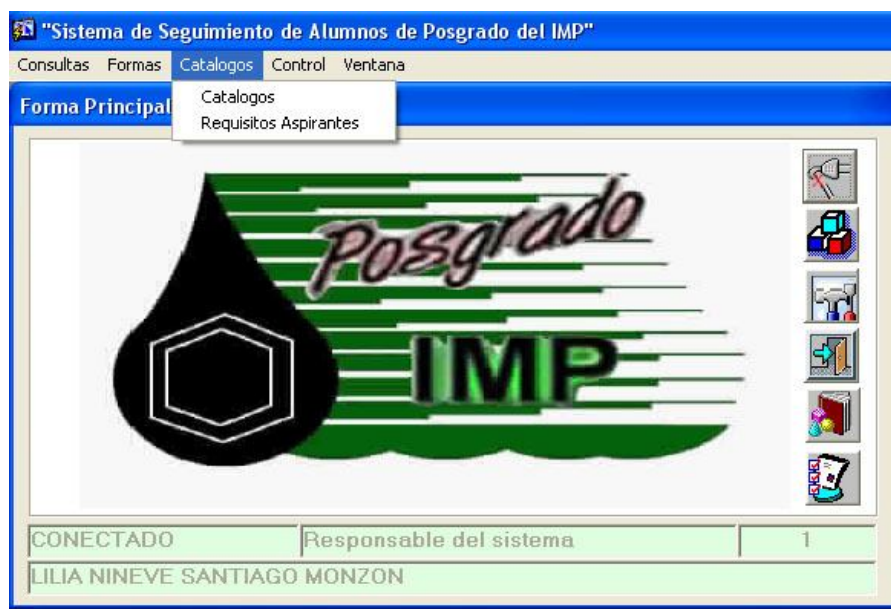 "Sistema de Seguimiento de Alumnos de Posgrado del IMP"
Consultas Formas Catalogos Control Ventana
Forma Principal
Catalogos
Requisitos Aspirantes
Posgrado
IMP
CONECTADO Responsable del sistema 1
LILIA NINEVE SANTIAGO MONZON